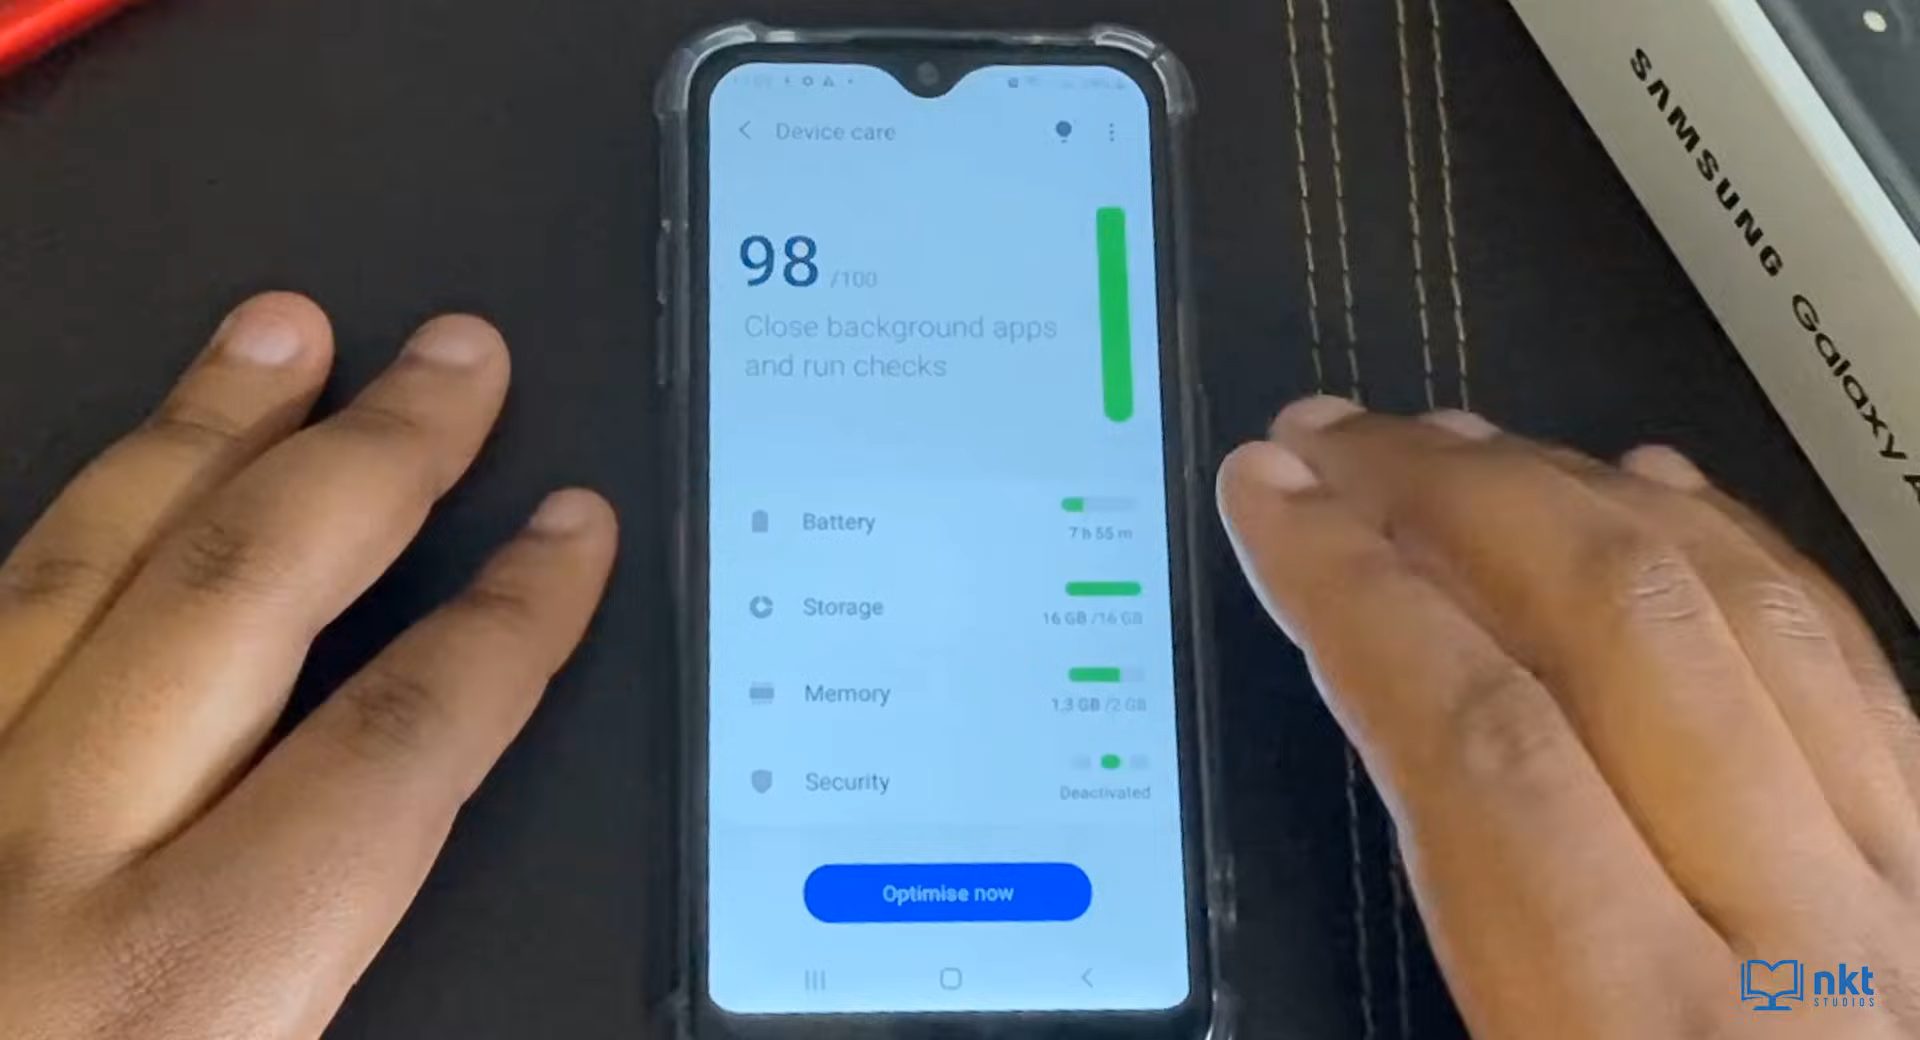 Device care
98 /100
Close background apps
and run checks
Battery
7 h 55 m
Storage
16 GB /16 GB
Memory
1,3 GB /2 GB
Security
Deactivated
Optimise now
SAMSUNG Galaxy A
nkt
STUDIOS